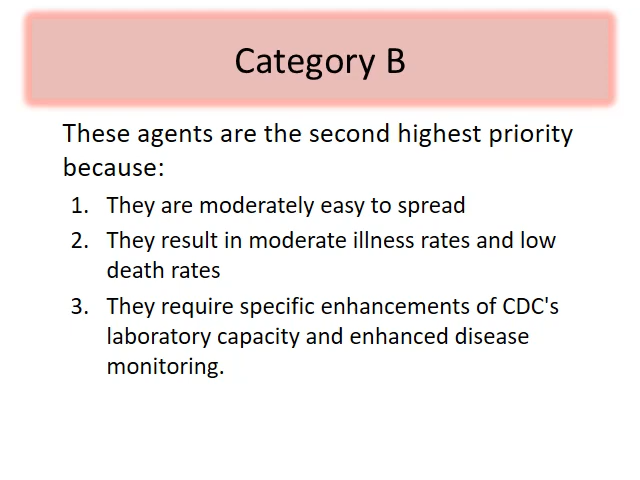 Category B
These agents are the second highest priority
because:
1. They are moderately easy to spread
2. They result in moderate illness rates and low
death rates
3. They require specific enhancements of CDC's
laboratory capacity and enhanced disease
monitoring.